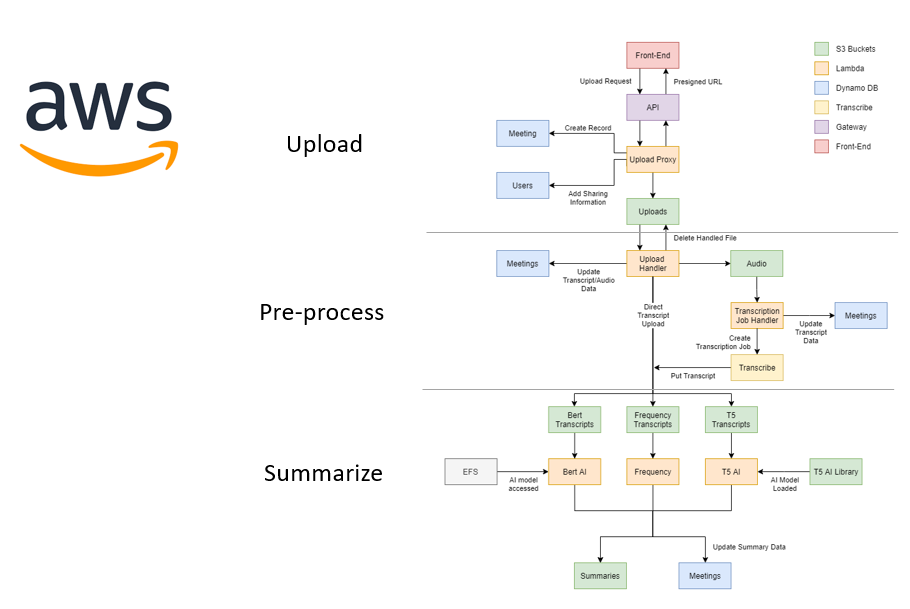 aws
Upload
Pre-process
Summarize
Front-End
Upload Request
Presigned URL
API
Meeting
Create Record
Upload Proxy
Users
Add Sharing
Information
Uploads
S3 Buckets
Lambda
Dynamo DB
Transcribe
Gateway
Front-End
Delete Handled File
Meetings
Update
Transcript/Audio
Data
Upload
Handler
Audio
Direct
Transcript
Upload
Transcription
Job Handler
Update
Transcript
Data
Meetings
Create
Transcription Job
Put Transcript
Transcribe
Bert
Transcripts
Frequency
Transcripts
T5
Transcripts
EFS
AI model
accessed
Bert AI
Frequency
T5 AI
AI Model
Loaded
T5 AI Library
Update Summary Data
Summaries
Meetings